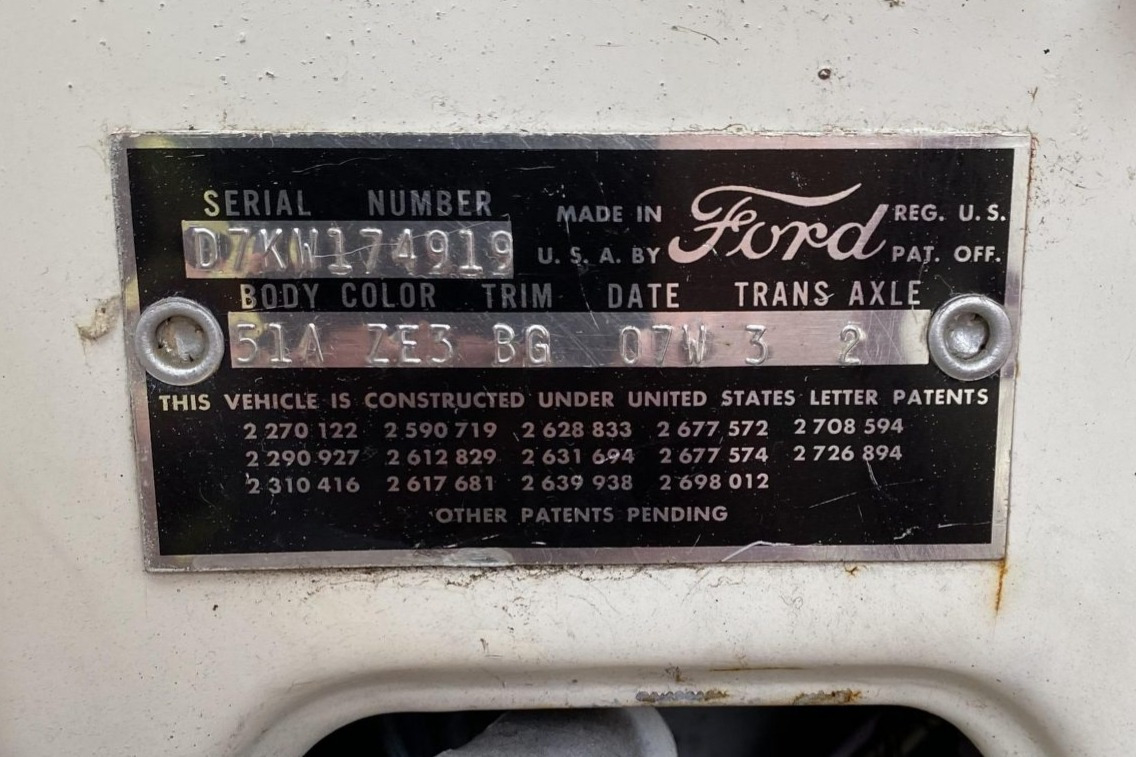 SERIAL NUMBER
D7KW174919
MADE IN
U. S. A. BY
Ford
REG. U. S.
PAT. OFF.
BODY COLOR TRIM DATE TRANS AXLE
51A ZE3 BG 07W 3 2
THIS VEHICLE IS CONSTRUCTED UNDER UNITED STATES LETTER PATENTS
2 270 122 2 590 719 2 628 833 2 677 572 2 708 594
2 290 927 2 612 829 2 631 694 2 677 574 2 726 894
2 310 416 2 617 681 2 639 938 2 698 012
OTHER PATENTS PENDING